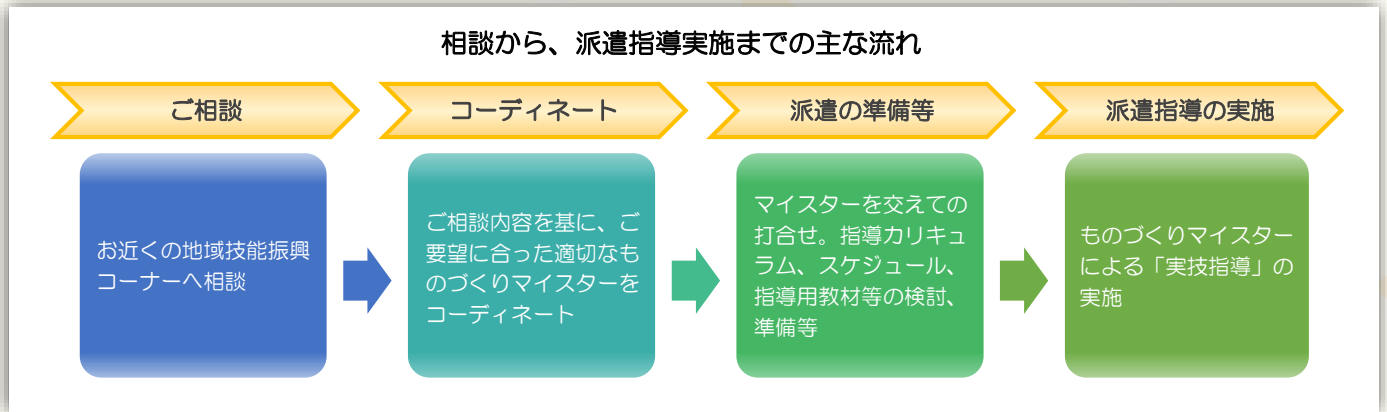 相談から、派遣指導実施までの主な流れ
ご相談
コーディネート
派遣の準備等
派遣指導の実施
お近くの地域技能振興
コーナーへ相談
ご相談内容を基に、ご
要望に合った適切なも
のづくりマイスターを
コーディネート
マイスターを交えての
打合せ。指導カリキュ
ラム、スケジュール、
指導用教材等の検討、
準備等
ものづくりマイスター
による「実技指導」の
実施